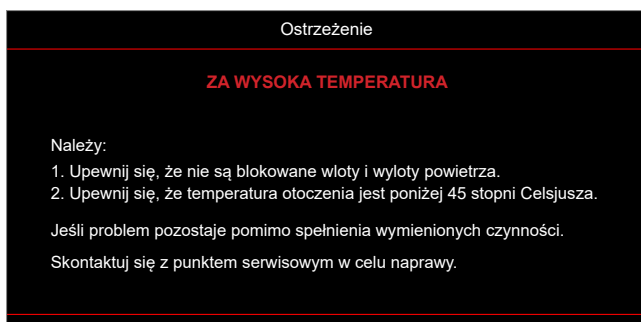 Ostrzeżenie
ZA WYSOKA TEMPERATURA
Należy:
1. Upewnij się, że nie są blokowane wloty i wyloty powietrza.
2. Upewnij się, że temperatura otoczenia jest poniżej 45 stopni Celsjusza.
Jeśli problem pozostaje pomimo spełnienia wymienionych czynności.
Skontaktuj się z punktem serwisowym w celu naprawy.